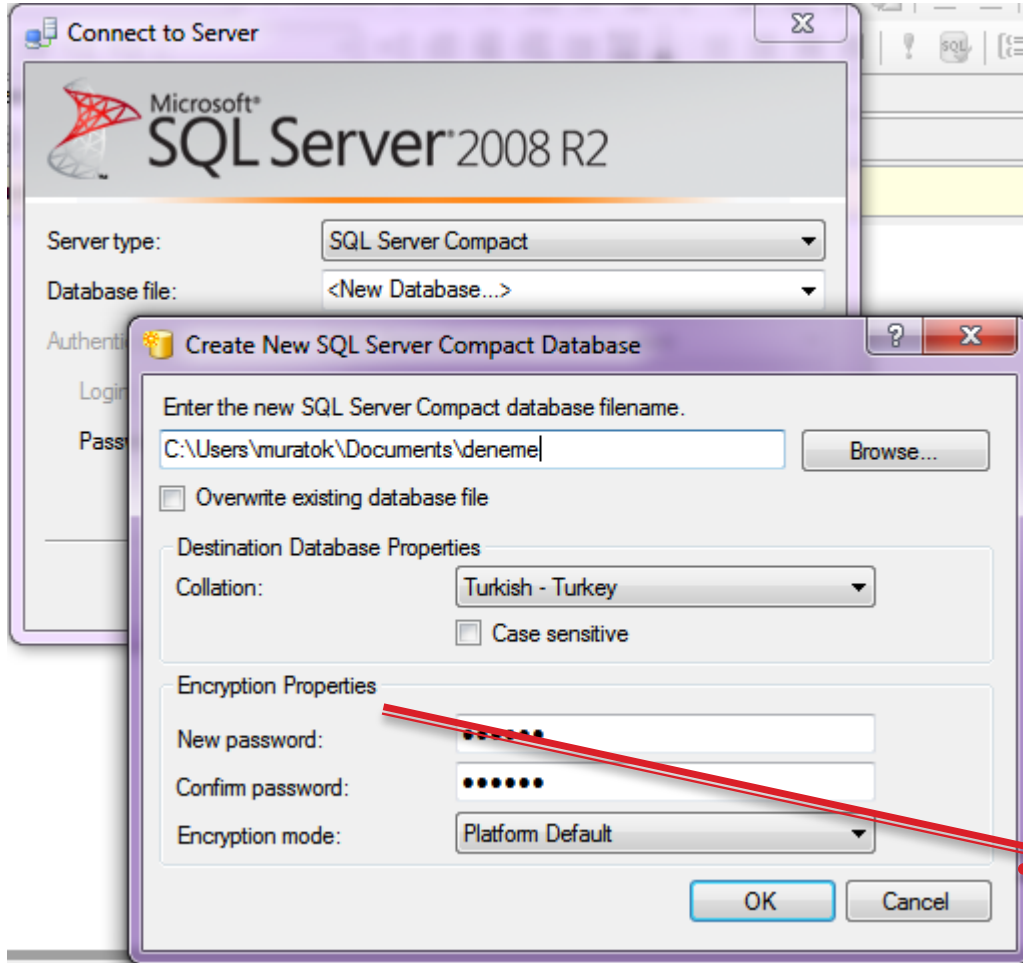 Connect to Server
SQL
Microsoft®
SQL Server® 2008 R2
Server type: SQL Server Compact
Database file: <New Database...>
Create New SQL Server Compact Database
Enter the new SQL Server Compact database filename.
C:\Users\muratok\Documents\deneme
Browse...
Overwrite existing database file
Destination Database Properties
Collation: Turkish - Turkey
Case sensitive
Encryption Properties
New password: ••••••
Confirm password: ••••••
Encryption mode: Platform Default
OK Cancel